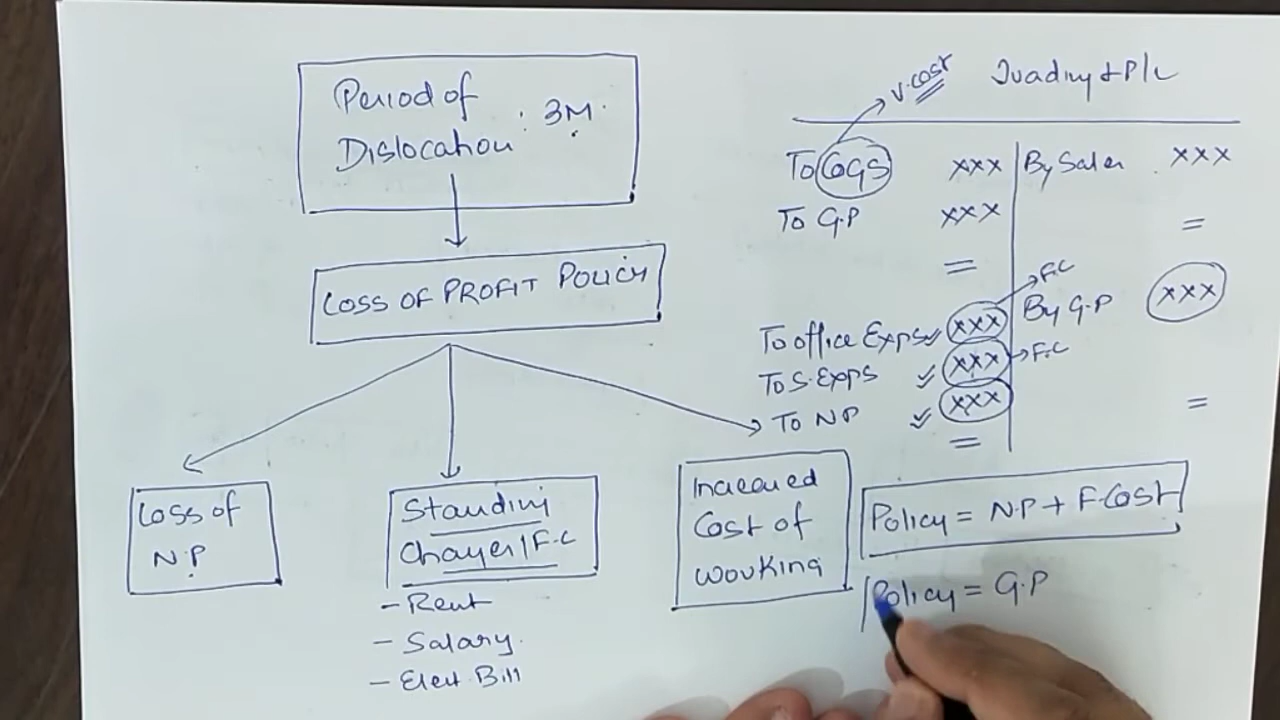 Period of
Dislocation : 3M.
LOSS OF PROFIT POLICY
Loss of
N.P
Standing
Charges / F.C
- Rent
- Salary.
- Elect. Bill
Increased
Cost of
working
V.Cost
Trading & P/L
To COGS xxx By Sales xxx
To G.P xxx =
=
F.C
By G.P xxx
To office Exps xxx
To S.Exps xxx F.C
To NP xxx =
=
Policy = N.P + F.Cost
Policy = G.P